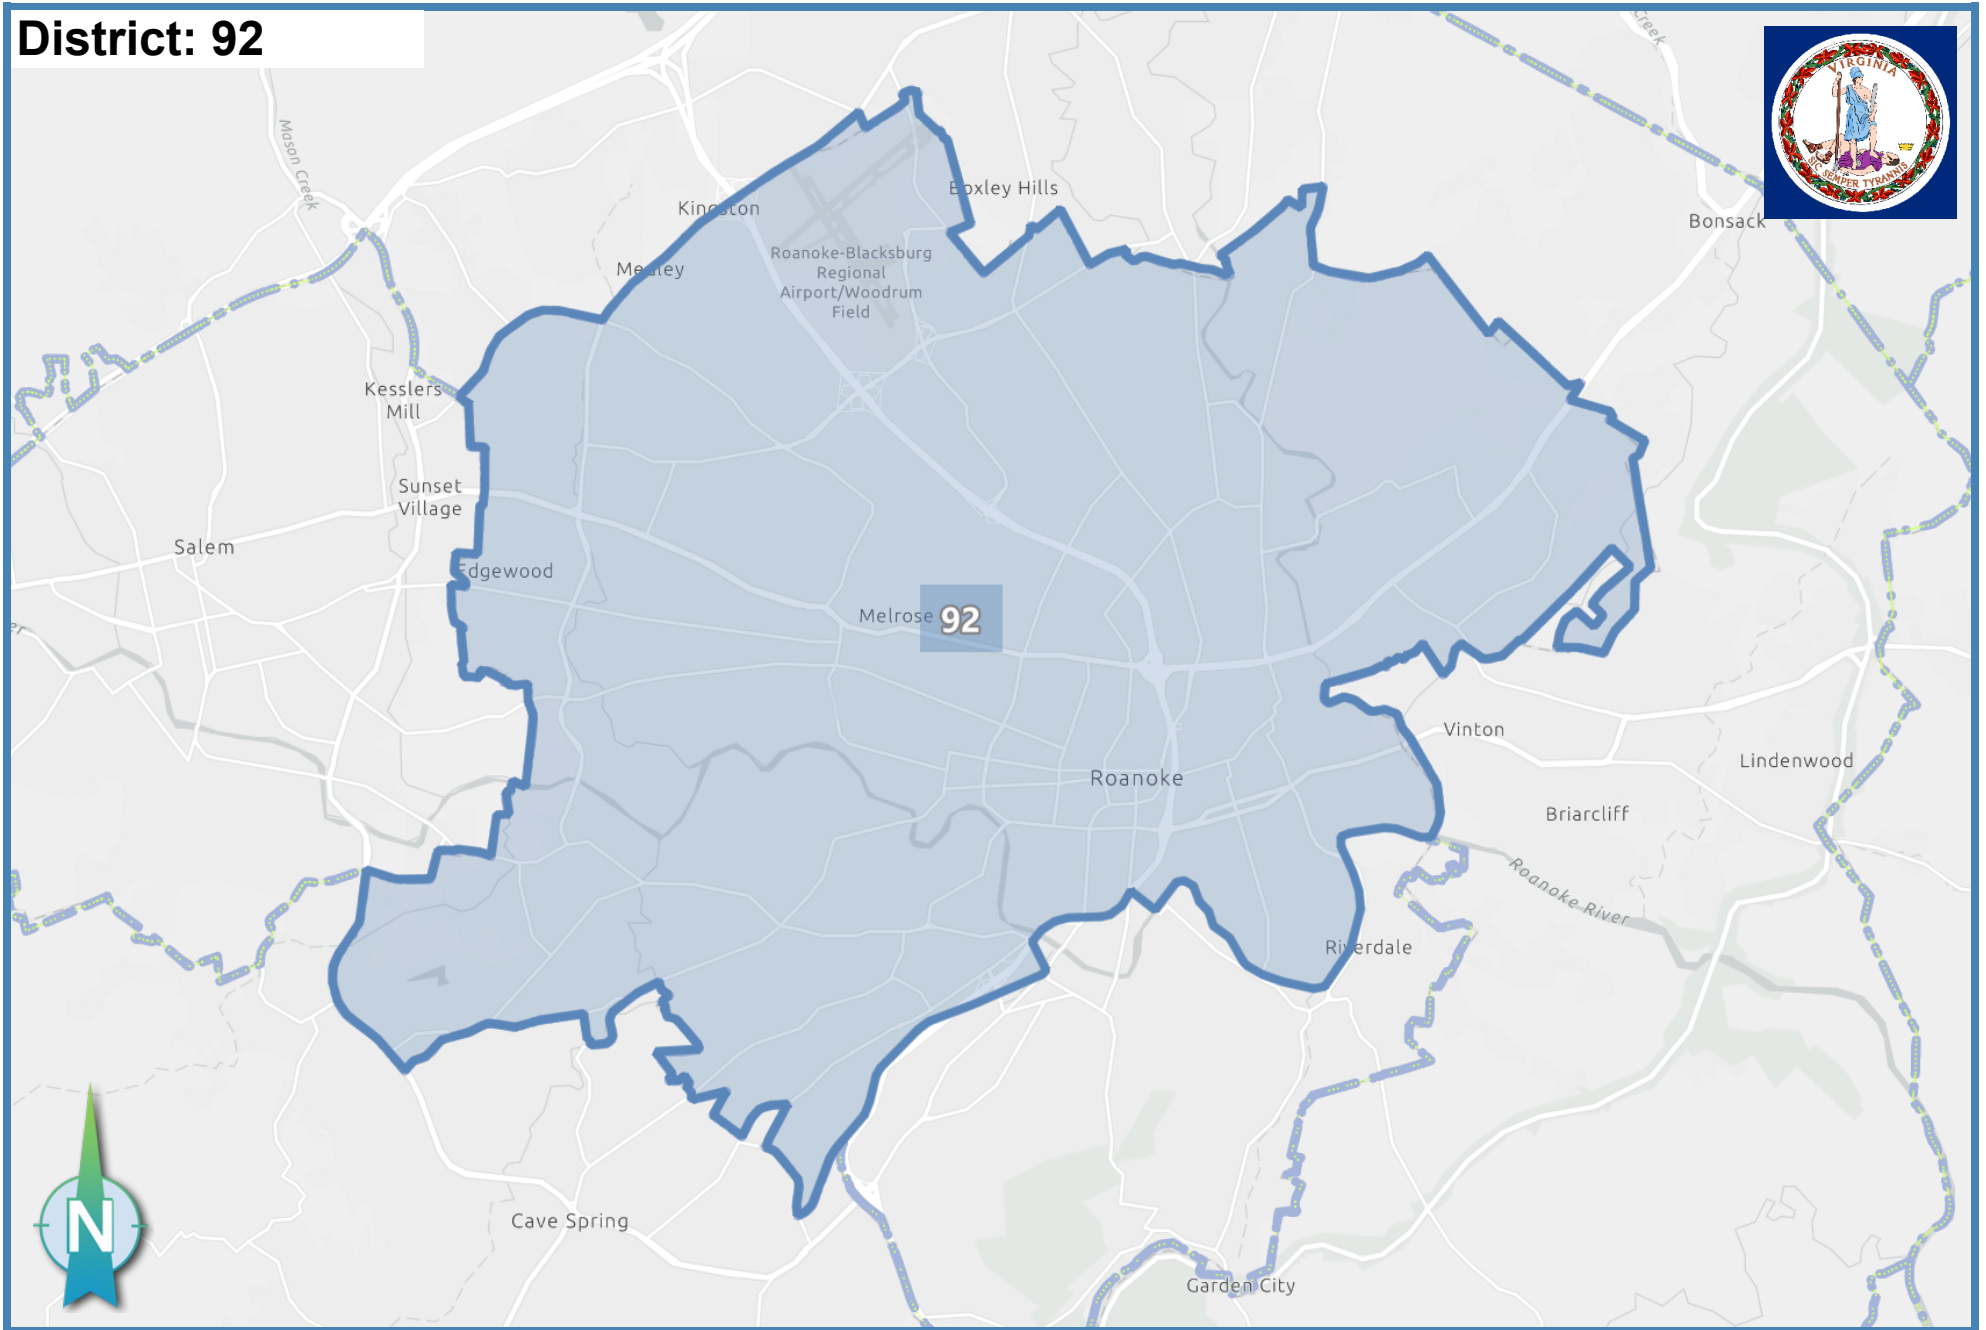 District: 92
VIRGINIA
SIC SEMPER TYRANNIS
Creek
Mason Creek
Boxley Hills
Kingston
Bonsack
Medley
Roanoke-Blacksburg
Regional
Airport/Woodrum
Field
Kesslers
Mill
Sunset
Village
Salem
Edgewood
Melrose
92
er
Vinton
Roanoke
Lindenwood
Briarcliff
Roanoke River
Riverdale
Cave Spring
Garden City
N